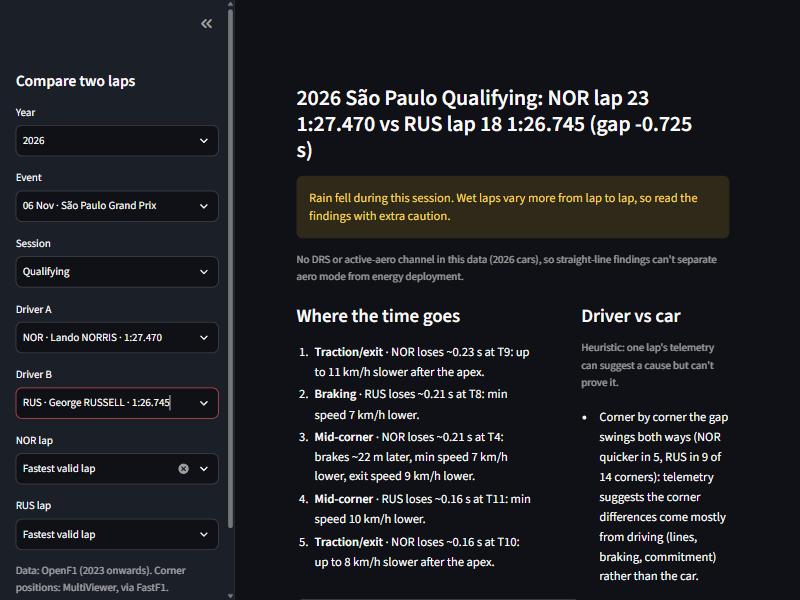 Compare two laps
Year
2026
Event
06 Nov · São Paulo Grand Prix
Session
Qualifying
Driver A
NOR · Lando NORRIS · 1:27.470
Driver B
RUS · George RUSSELL · 1:26.745
NOR lap
Fastest valid lap
RUS lap
Fastest valid lap
Data: OpenF1 (2023 onwards). Corner
positions: MultiViewer, via FastF1.
2026 São Paulo Qualifying: NOR lap 23
1:27.470 vs RUS lap 18 1:26.745 (gap -0.725
s)
Rain fell during this session. Wet laps vary more from lap to lap, so read the
findings with extra caution.
No DRS or active-aero channel in this data (2026 cars), so straight-line findings can't separate
aero mode from energy deployment.
Where the time goes
1. Traction/exit · NOR loses ~0.23 s at T9: up
to 11 km/h slower after the apex.
2. Braking · RUS loses ~0.21 s at T8: min
speed 7 km/h lower.
3. Mid-corner · NOR loses ~0.21 s at T4:
brakes ~22 m later, min speed 7 km/h
lower, exit speed 9 km/h lower.
4. Mid-corner · RUS loses ~0.16 s at T11: min
speed 10 km/h lower.
5. Traction/exit · NOR loses ~0.16 s at T10:
up to 8 km/h slower after the apex.
Driver vs car
Heuristic: one lap's telemetry
can suggest a cause but can't
prove it.
• Corner by corner the gap
swings both ways (NOR
quicker in 5, RUS in 9 of
14 corners): telemetry
suggests the corner
differences come mostly
from driving (lines,
braking, commitment)
rather than the car.